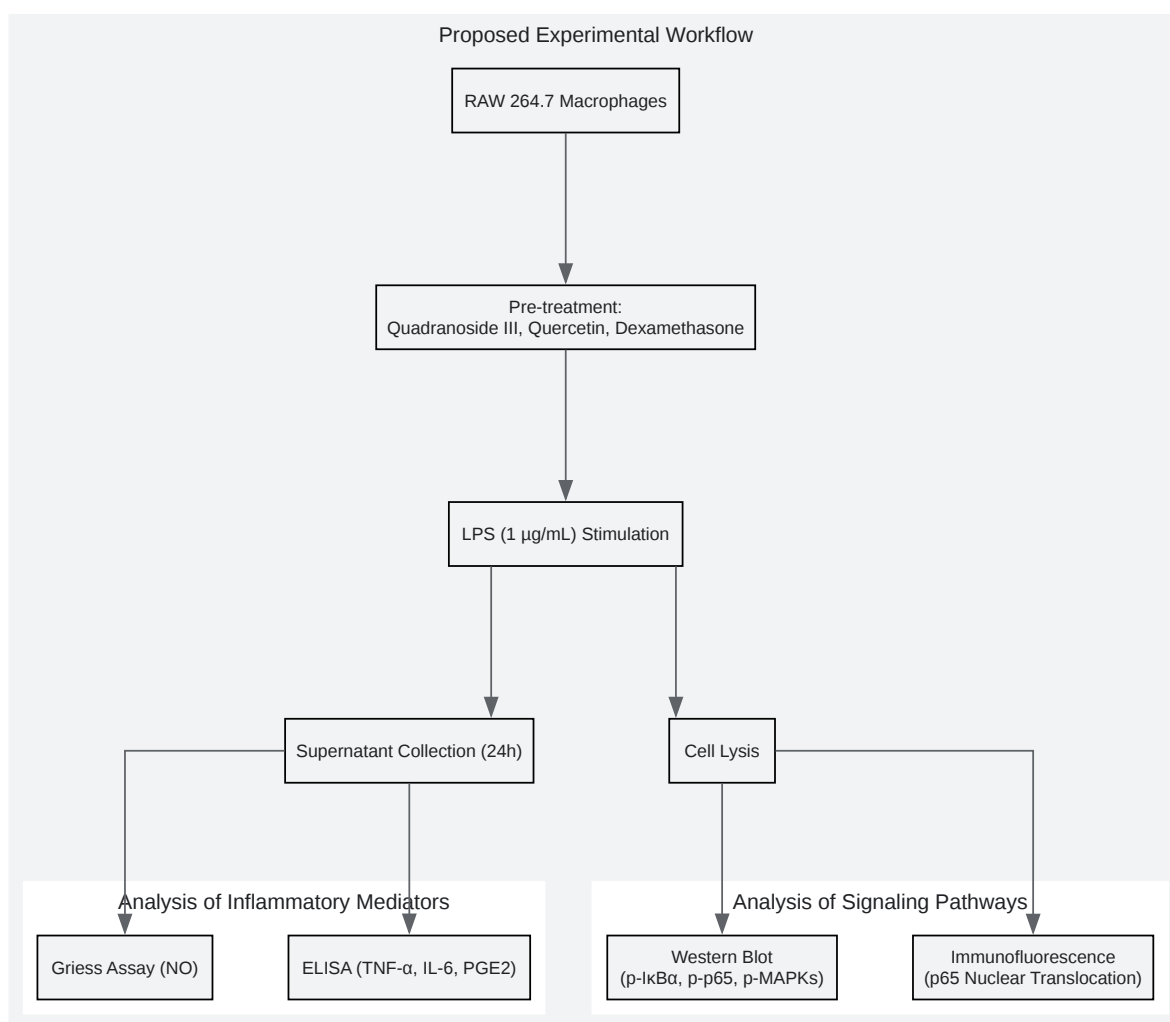 Proposed Experimental Workflow
RAW 264.7 Macrophages
Pre-treatment:
Quadranoside III, Quercetin, Dexamethasone
LPS (1 µg/mL) Stimulation
Supernatant Collection (24h)
Cell Lysis
Analysis of Inflammatory Mediators
Griess Assay (NO)
ELISA (TNF-α, IL-6, PGE2)
Analysis of Signaling Pathways
Western Blot
(p-IκBα, p-p65, p-MAPKs)
Immunofluorescence
(p65 Nuclear Translocation)